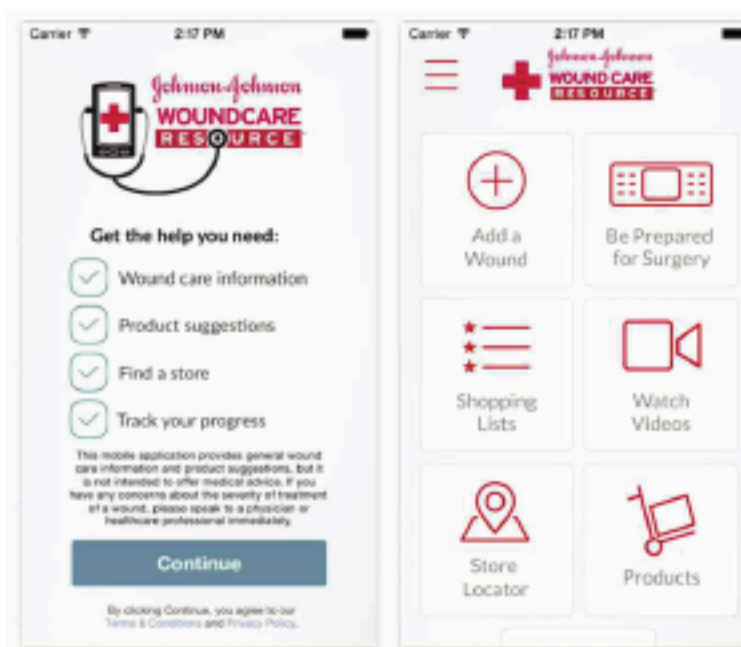 Carrier 2:17 PM
Johnson-Johnson
WOUNDCARE
RESOURCE
Get the help you need:
Wound care information
Product suggestions
Find a store
Track your progress
This mobile application provides general wound
care information and product suggestions, but it
is not intended to offer medical advice. If you
have any concerns about the severity of treatment
of a wound, please speak to a physician or
healthcare professional immediately.
Continue
By clicking Continue, you agree to our
Terms & Conditions and Privacy Policy.
Carrier 2:17 PM
Johnson-Johnson
WOUND CARE
RESOURCE
Add a
Wound
Be Prepared
for Surgery
Shopping
Lists
Watch
Videos
Store
Locator
Products